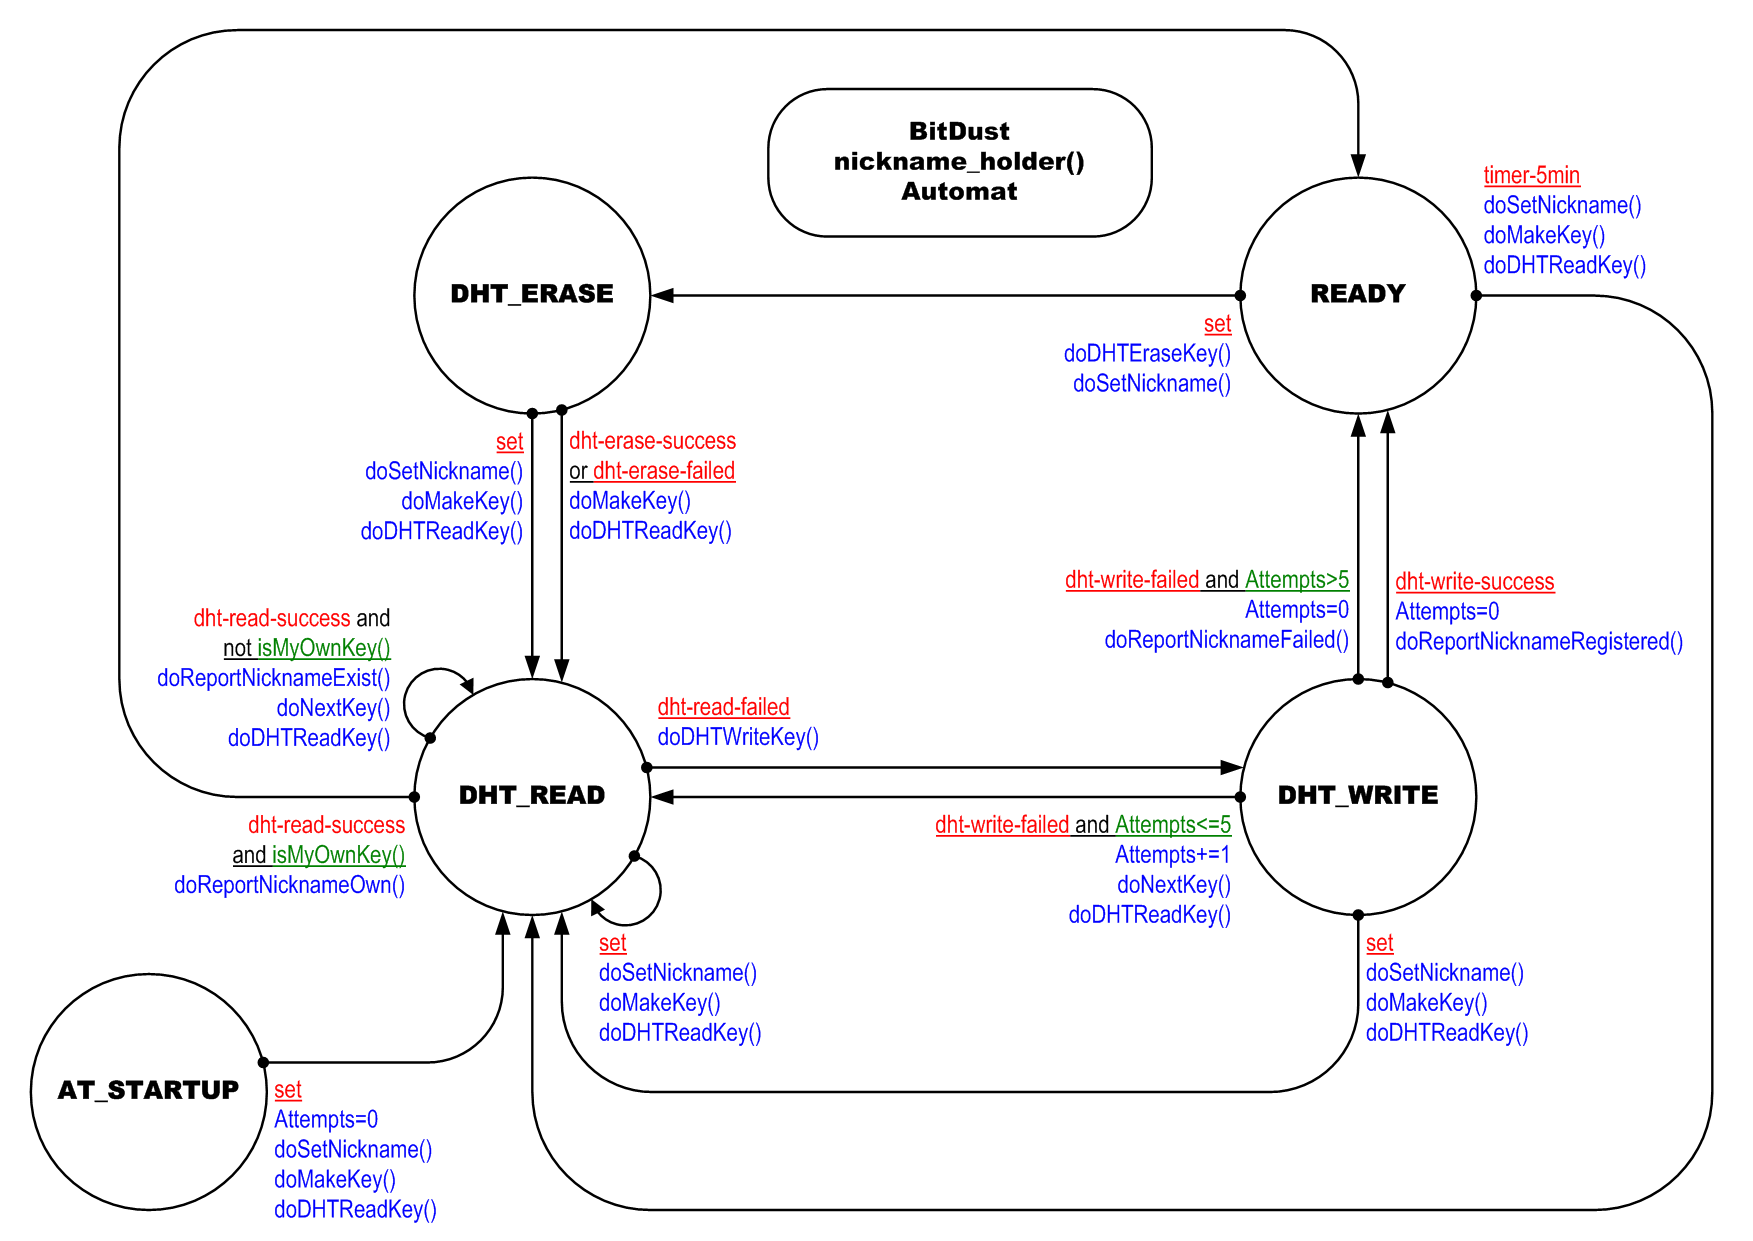 BitDust
nickname_holder()
Automat
timer-5min
doSetNickname()
doMakeKey()
doDHTReadKey()
DHT_ERASE
READY
set
doDHTEraseKey()
doSetNickname()
set
doSetNickname()
doMakeKey()
doDHTReadKey()
dht-erase-success
or dht-erase-failed
doMakeKey()
doDHTReadKey()
dht-write-failed and Attempts>5
Attempts=0
doReportNicknameFailed()
dht-write-success
Attempts=0
doReportNicknameRegistered()
dht-read-success and
not isMyOwnKey()
doReportNicknameExist()
doNextKey()
doDHTReadKey()
dht-read-failed
doDHTWriteKey()
DHT_READ
DHT_WRITE
dht-read-success
and isMyOwnKey()
doReportNicknameOwn()
dht-write-failed and Attempts<=5
Attempts+=1
doNextKey()
doDHTReadKey()
set
doSetNickname()
doMakeKey()
doDHTReadKey()
set
doSetNickname()
doMakeKey()
doDHTReadKey()
AT_STARTUP
set
Attempts=0
doSetNickname()
doMakeKey()
doDHTReadKey()